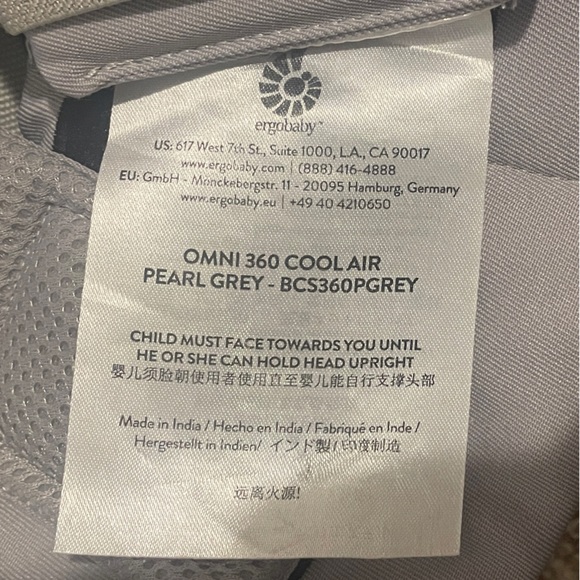 ergobaby™
US: 617 West 7th St., Suite 1000, L.A., CA 90017
www.ergobaby.com | (888) 416-4888
EU: GmbH - Mönckebergstr. 11 - 20095 Hamburg, Germany
www.ergobaby.eu | +49 40 4210650
OMNI 360 COOL AIR
PEARL GREY - BCS360PGREY
CHILD MUST FACE TOWARDS YOU UNTIL
HE OR SHE CAN HOLD HEAD UPRIGHT
婴儿须脸朝使用者使用直至婴儿能自行支撑头部
Made in India / Hecho en India / Fabriqué en Inde /
Hergestellt in Indien/ インド製/ 印度制造
远离火源!